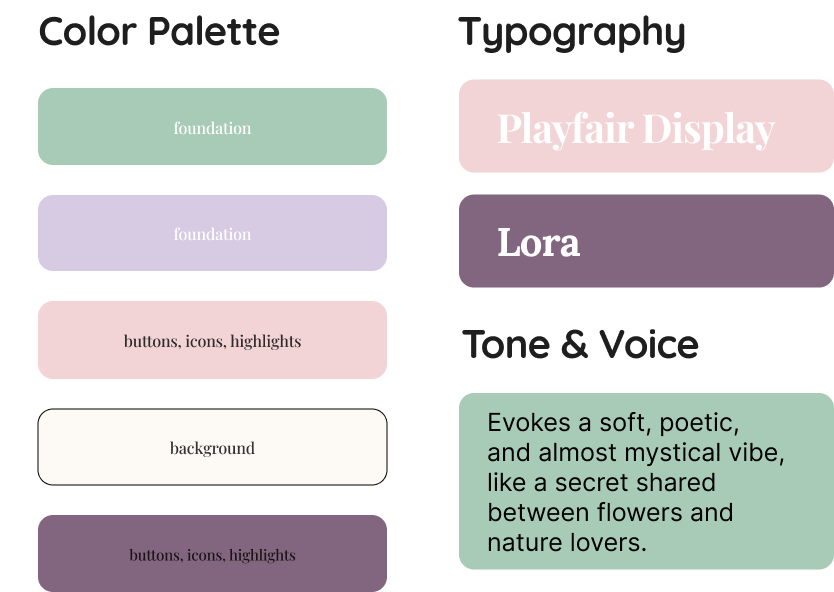 Color Palette
foundation
foundation
buttons, icons, highlights
background
buttons, icons, highlights
Typography
Playfair Display
Lora
Tone & Voice
Evokes a soft, poetic,
and almost mystical vibe,
like a secret shared
between flowers and
nature lovers.